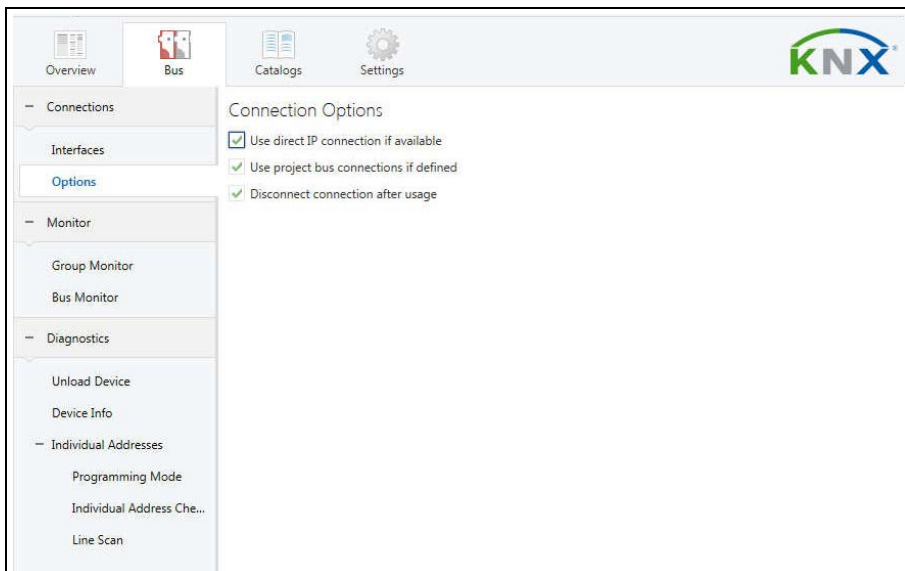 Overview
Bus
Catalogs
Settings
KNX®
Connections
Interfaces
Options
Monitor
Group Monitor
Bus Monitor
Diagnostics
Unload Device
Device Info
Individual Addresses
Programming Mode
Individual Address Che...
Line Scan
Connection Options
Use direct IP connection if available
Use project bus connections if defined
Disconnect connection after usage